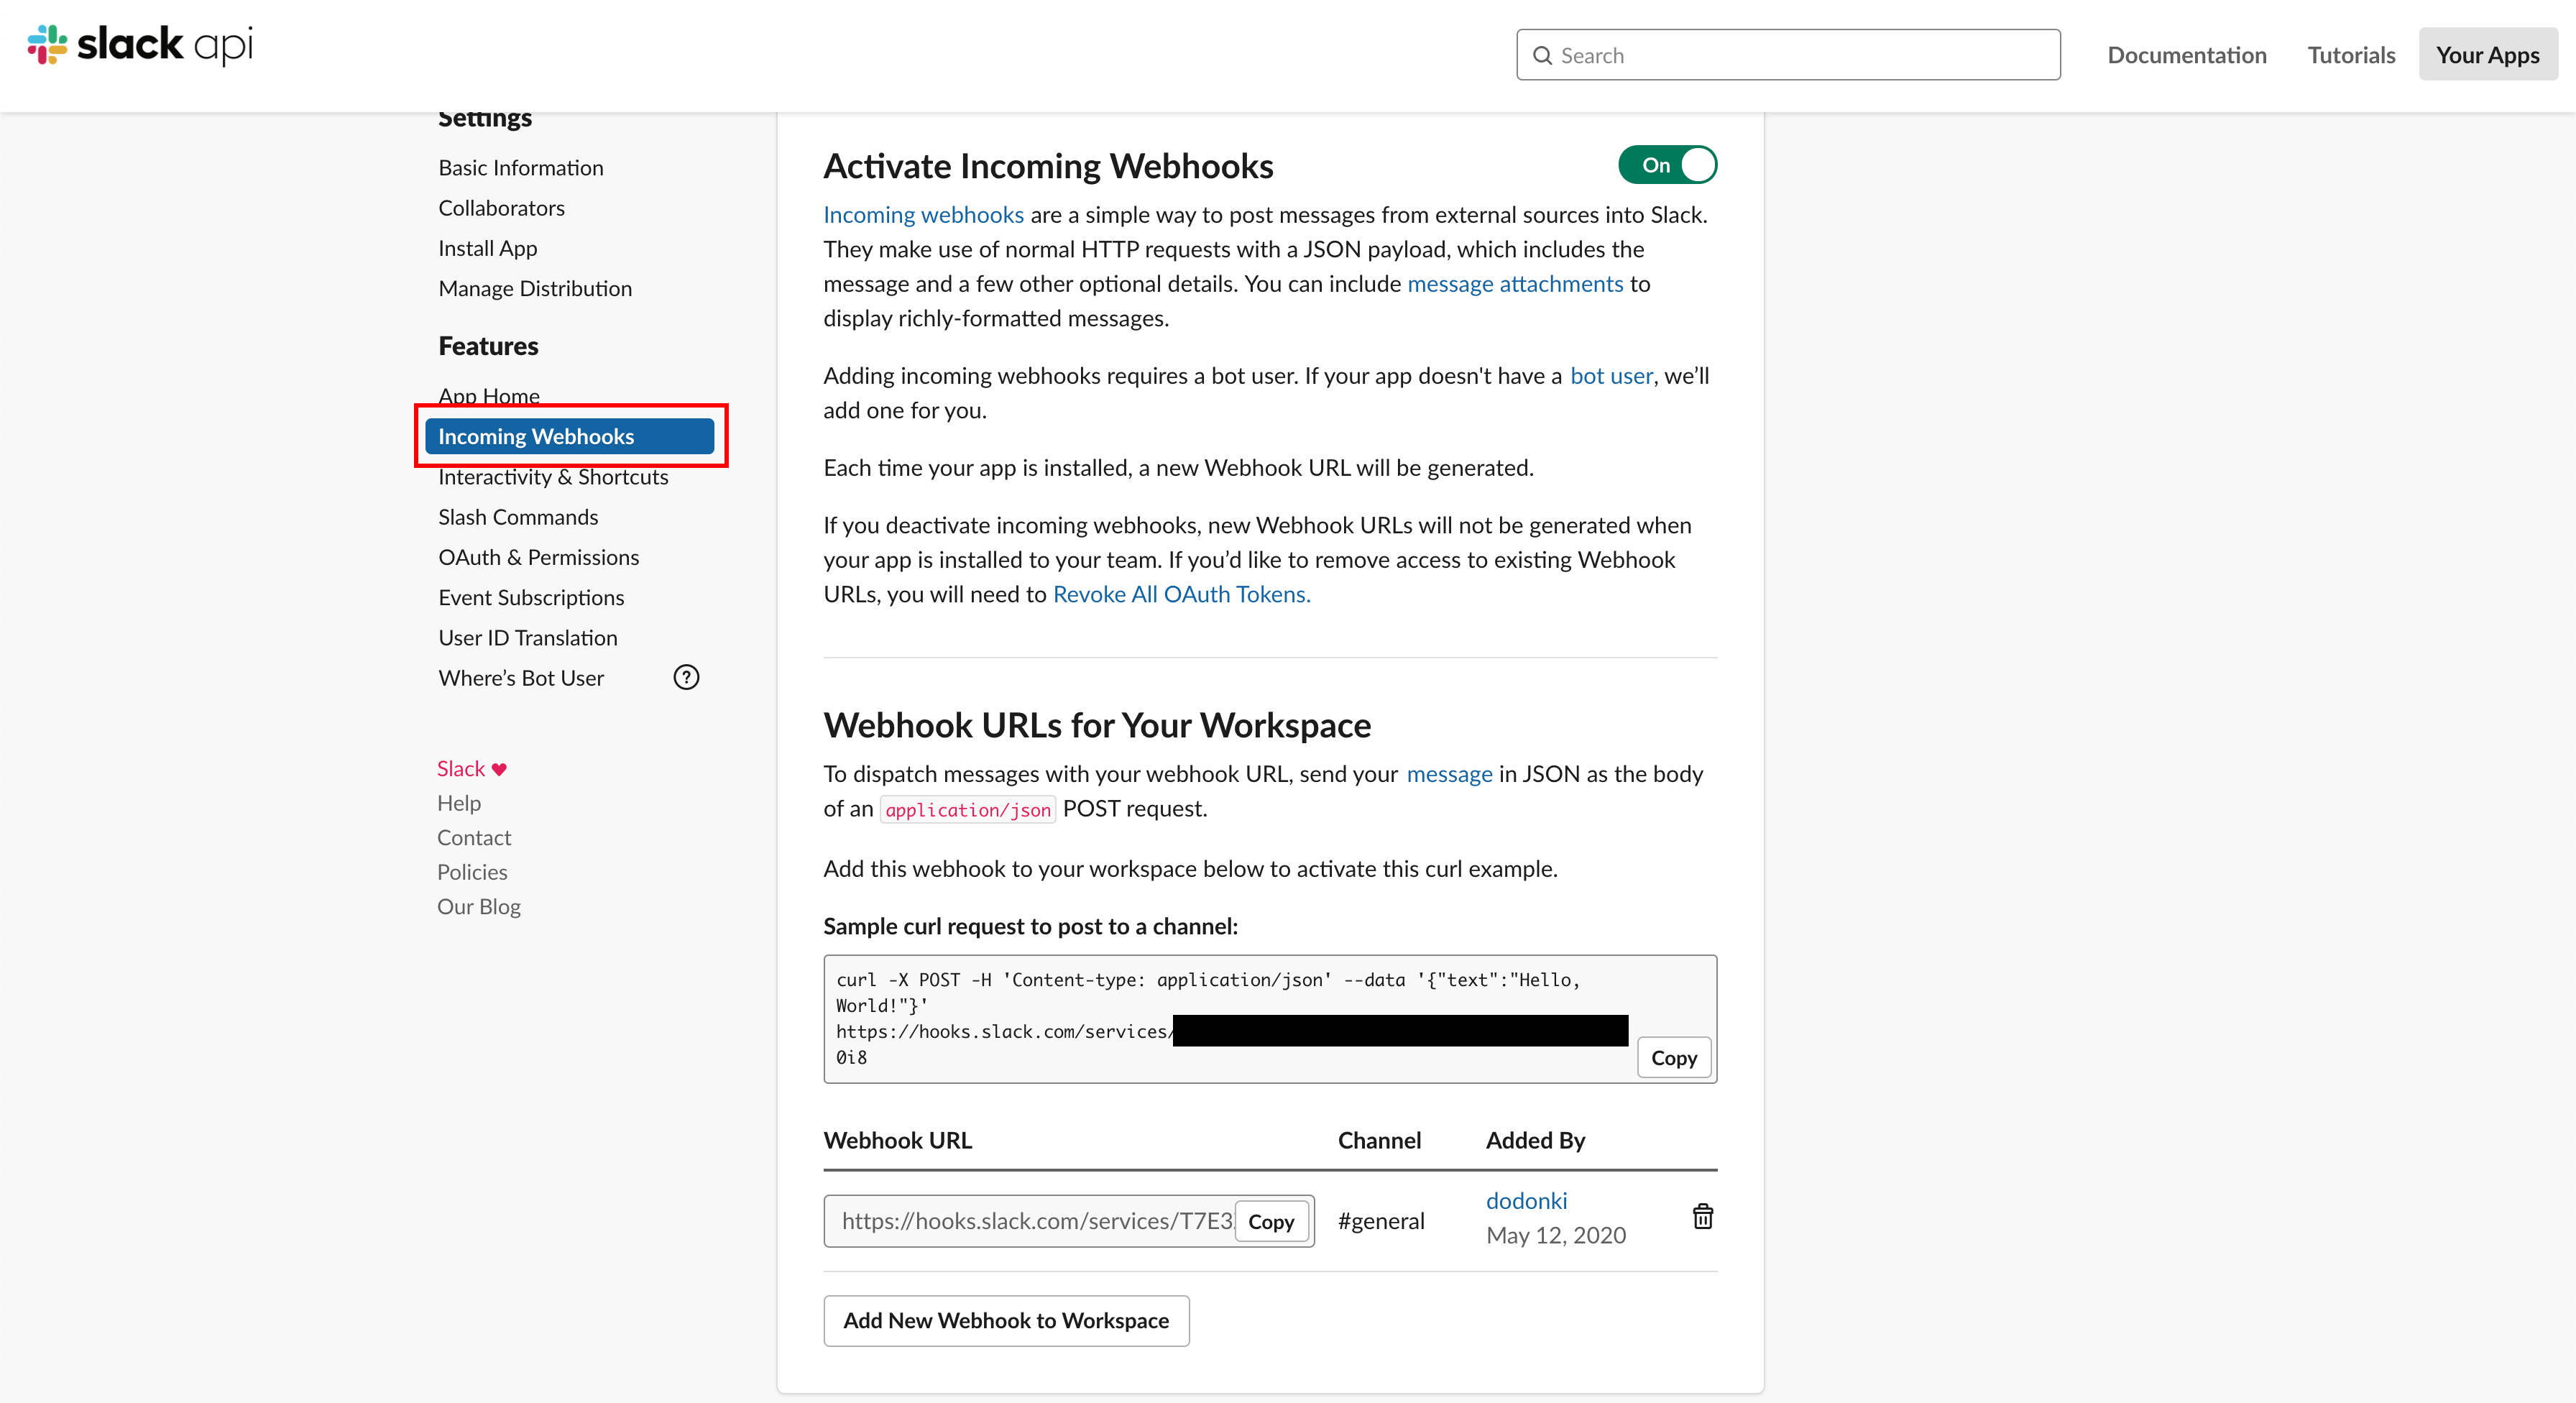 slack api
Search
Documentation
Tutorials
Your Apps
Settings
Basic Information
Collaborators
Install App
Manage Distribution
Features
App Home
Incoming Webhooks
Interactivity & Shortcuts
Slash Commands
OAuth & Permissions
Event Subscriptions
User ID Translation
Where’s Bot User
?
Slack ♥
Help
Contact
Policies
Our Blog
Activate Incoming Webhooks
On
Incoming webhooks are a simple way to post messages from external sources into Slack.
They make use of normal HTTP requests with a JSON payload, which includes the
message and a few other optional details. You can include message attachments to
display richly-formatted messages.
Adding incoming webhooks requires a bot user. If your app doesn't have a bot user, we’ll
add one for you.
Each time your app is installed, a new Webhook URL will be generated.
If you deactivate incoming webhooks, new Webhook URLs will not be generated when
your app is installed to your team. If you’d like to remove access to existing Webhook
URLs, you will need to Revoke All OAuth Tokens.
Webhook URLs for Your Workspace
To dispatch messages with your webhook URL, send your message in JSON as the body
of an application/json POST request.
Add this webhook to your workspace below to activate this curl example.
Sample curl request to post to a channel:
curl -X POST -H 'Content-type: application/json' --data '{"text":"Hello,
World!"}'
https://hooks.slack.com/services/
0i8
Copy
Webhook URL
Channel
Added By
https://hooks.slack.com/services/T7E3
Copy
#general
dodonki
May 12, 2020
Add New Webhook to Workspace